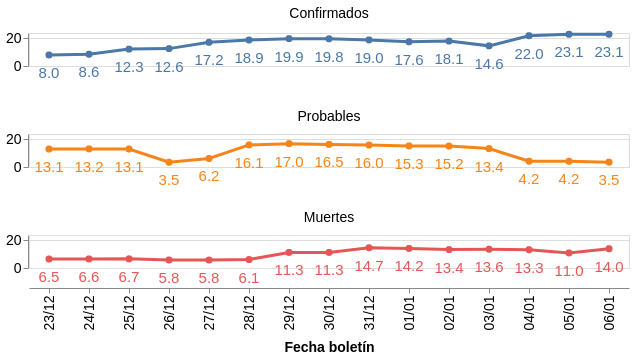 Confirmados
20
0
8.0 8.6 12.3 12.6 17.2 18.9 19.9 19.8 19.0 17.6 18.1 14.6 22.0 23.1 23.1
Probables
20
0
13.1 13.2 13.1 3.5 6.2 16.1 17.0 16.5 16.0 15.3 15.2 13.4 4.2 4.2 3.5
Muertes
20
0
6.5 6.6 6.7 5.8 5.8 6.1 11.3 11.3 14.7 14.2 13.4 13.6 13.3 11.0 14.0
23/12 24/12 25/12 26/12 27/12 28/12 29/12 30/12 31/12 01/01 02/01 03/01 04/01 05/01 06/01
Fecha boletín